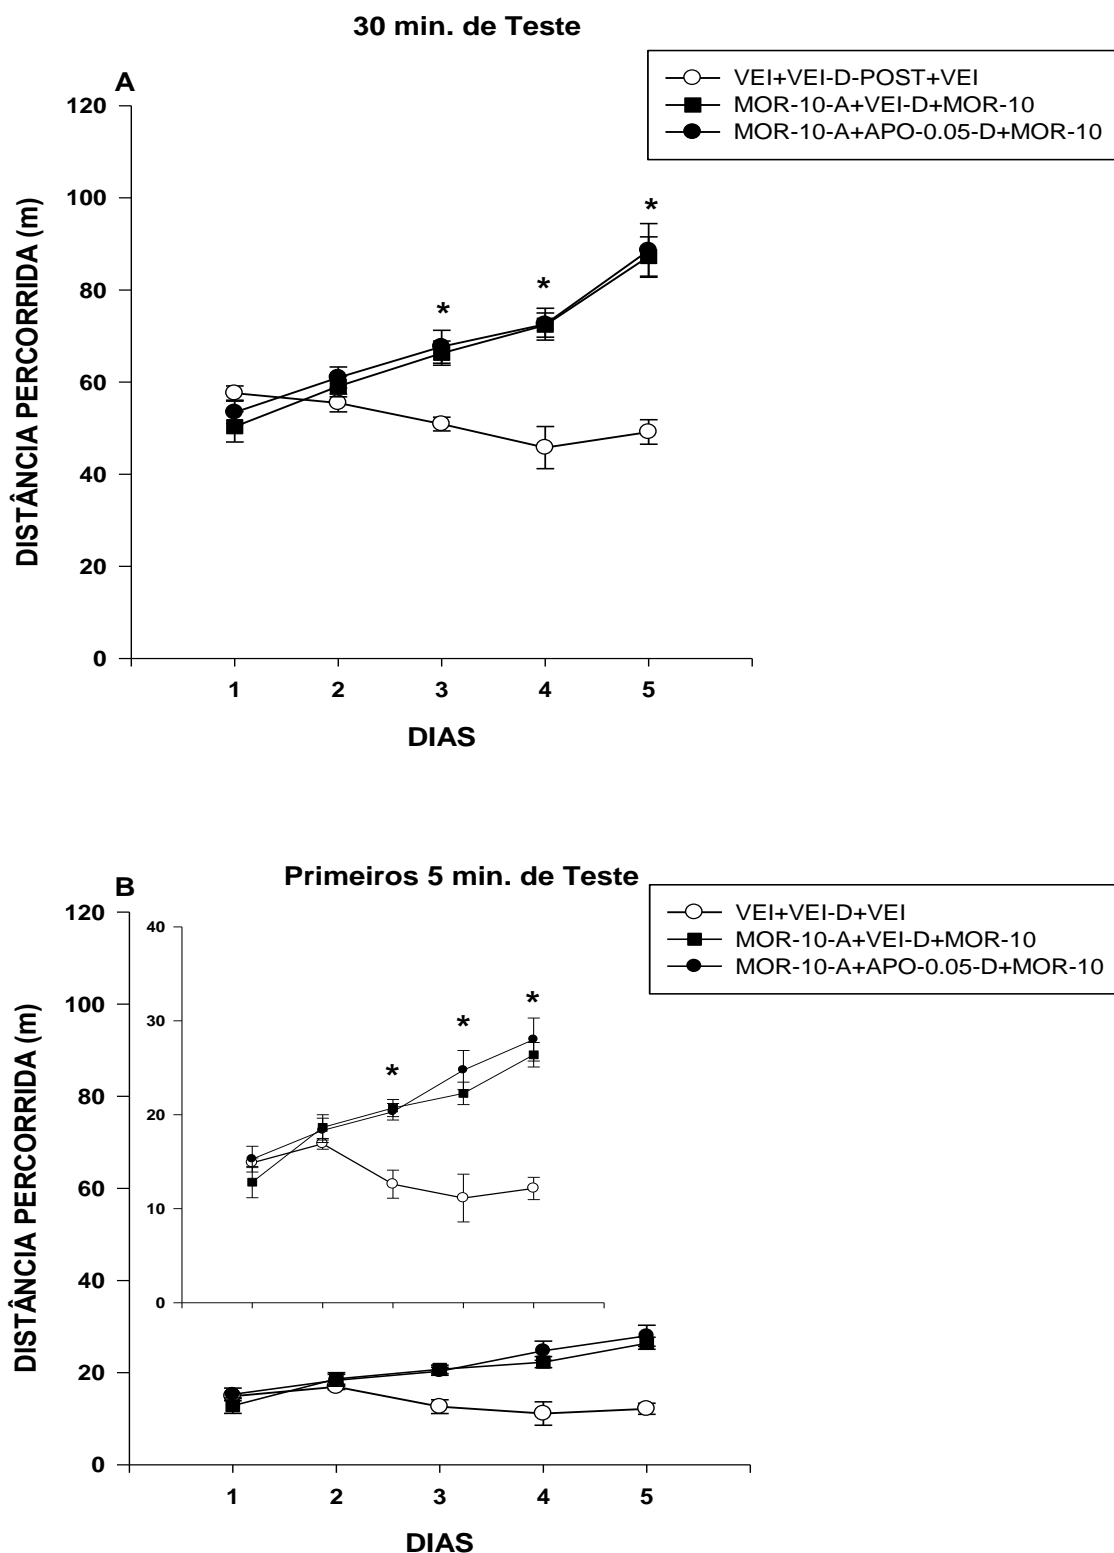 30 min. de Teste
A
VEI+VEI-D-POST+VEI
MOR-10-A+VEI-D+MOR-10
MOR-10-A+APO-0.05-D+MOR-10
120
100
80
60
40
20
0
DISTÂNCIA PERCORRIDA (m)
*
*
*
1 2 3 4 5
DIAS
B
Primeiros 5 min. de Teste
VEI+VEI-D+VEI
MOR-10-A+VEI-D+MOR-10
MOR-10-A+APO-0.05-D+MOR-10
120
100
80
60
40
20
0
DISTÂNCIA PERCORRIDA (m)
40
30
20
10
0
*
*
*
1 2 3 4 5
DIAS